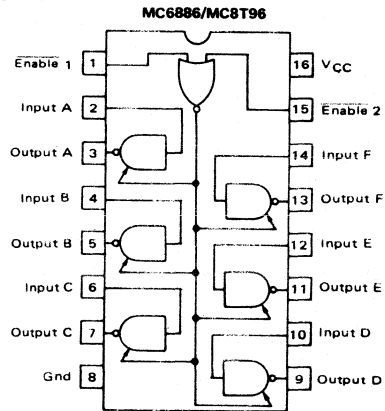 MC6886/MC8T96
Enable 1 1
16 VCC
Input A 2
15 Enable 2
Output A 3
14 Input F
Input B 4
13 Output F
Output B 5
12 Input E
Input C 6
11 Output E
Output C 7
10 Input D
Gnd 8
9 Output D